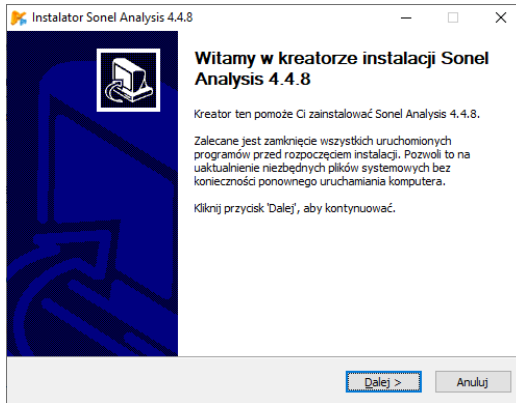 Instalator Sonel Analysis 4.4.8
Witamy w kreatorze instalacji Sonel
Analysis 4.4.8
Kreator ten pomoże Ci zainstalować Sonel Analysis 4.4.8.
Zalecane jest zamknięcie wszystkich uruchomionych
programów przed rozpoczęciem instalacji. Pozwoli to na
uaktualnienie niezbędnych plików systemowych bez
konieczności ponownego uruchamiania komputera.
Kliknij przycisk 'Dalej', aby kontynuować.
Dalej >
Anuluj